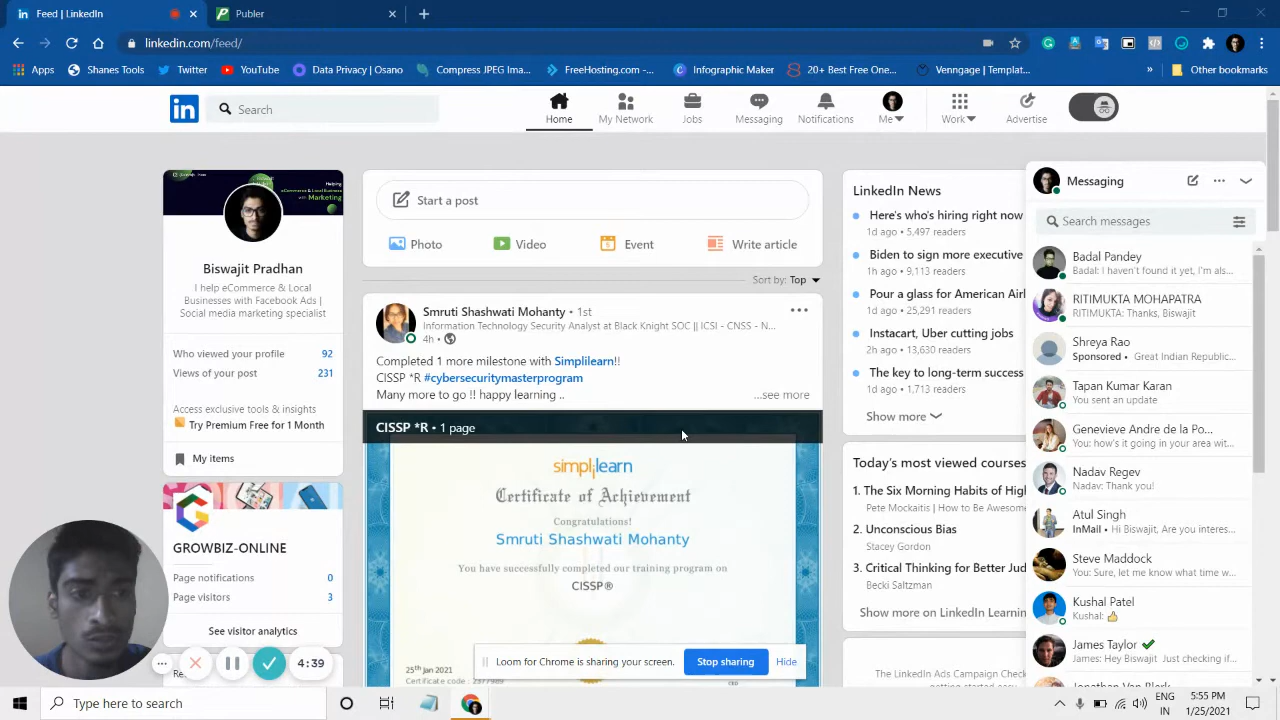 Feed | LinkedIn
Publer
linkedin.com/feed/
Apps
Shanes Tools
Twitter
YouTube
Data Privacy | Osano
Compress JPEG Ima...
FreeHosting.com -...
Infographic Maker
20+ Best Free One...
Venngage | Templat...
»
Other bookmarks
in
Search
Home
My Network
Jobs
Messaging
Notifications
Me
Work
Advertise
Helping
eCommerce & Local
Businesses with
Marketing
Biswajit Pradhan
I help eCommerce & Local
Businesses with Facebook Ads |
Social media marketing specialist
Who viewed your profile 92
Views of your post 231
Access exclusive tools & insights
Try Premium Free for 1 Month
My items
GROWBIZ-ONLINE
Page notifications 0
Page visitors 3
See visitor analytics
4:39
Start a post
Photo
Video
Event
Write article
Sort by: Top
Smruti Shashwati Mohanty • 1st
Information Technology Security Analyst at Black Knight SOC || ICSI - CNSS - N...
4h •
Completed 1 more milestone with Simplilearn!!
CISSP *R #cybersecuritymasterprogram
Many more to go !! happy learning ..
...see more
CISSP *R • 1 page
simplilearn
Certificate of Achievement
Congratulations!
Smruti Shashwati Mohanty
You have successfully completed our training program on
CISSP®
25th Jan 2021
Certificate code : 2377989
CEO
Loom for Chrome is sharing your screen.
Stop sharing
Hide
LinkedIn News
Here's who's hiring right now
1d ago • 5,497 readers
Biden to sign more executive
1h ago • 9,113 readers
Pour a glass for American Airl
1d ago • 25,291 readers
Instacart, Uber cutting jobs
2h ago • 13,630 readers
The key to long-term success
1d ago • 1,713 readers
Show more
Today's most viewed courses
1. The Six Morning Habits of High
Pete Mockaitis | How to Be Awesome
2. Unconscious Bias
Stacey Gordon
3. Critical Thinking for Better Jud
Becki Saltzman
Show more on LinkedIn Learnin
The LinkedIn Ads Campaign Check
Messaging
Search messages
Badal Pandey
Badal: I haven't found it yet, I'm als...
RITIMUKTA MOHAPATRA
RITIMUKTA: Thanks, Biswajit
Shreya Rao
Sponsored • Great Indian Republic...
Tapan Kumar Karan
You sent an update
Genevieve Andre de la Po...
You: how's it going in your area wit...
Nadav Regev
Nadav: Thank you!
Atul Singh
InMail • Hi Biswajit, Are you interes...
Steve Maddock
You: Sure, let me know what time w...
Kushal Patel
Kushal: 👍
James Taylor ✔
James: Hey Biswajit Just checking if...
Type here to search
ENG
IN
5:55 PM
1/25/2021